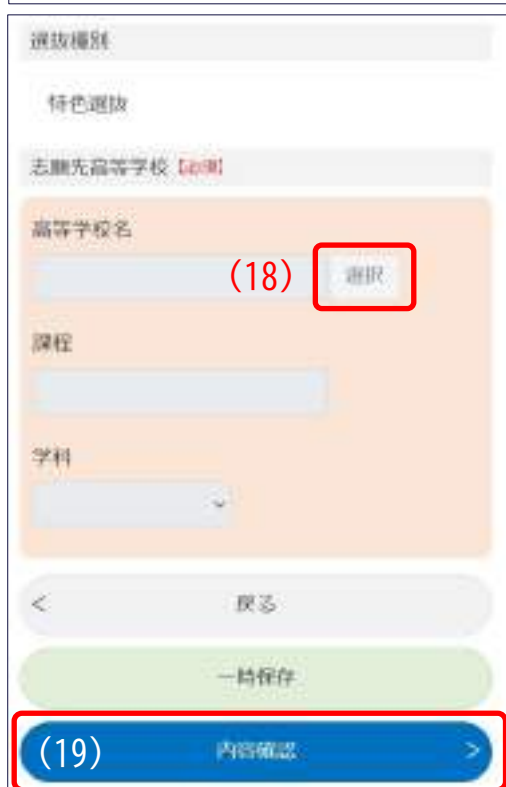 選抜種別
特色選抜
志願先高等学校【必須】
高等学校名
(18) 選択
課程
学科
< 戻る
一時保存
(19) 内容確認 >